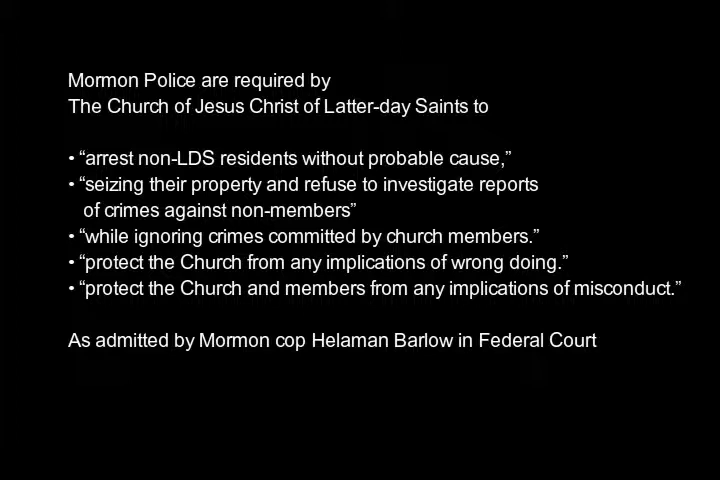 Mormon Police are required by
The Church of Jesus Christ of Latter-day Saints to
• “arrest non-LDS residents without probable cause,”
• “seizing their property and refuse to investigate reports
of crimes against non-members”
• “while ignoring crimes committed by church members.”
• “protect the Church from any implications of wrong doing.”
• “protect the Church and members from any implications of misconduct.”
As admitted by Mormon cop Helaman Barlow in Federal Court